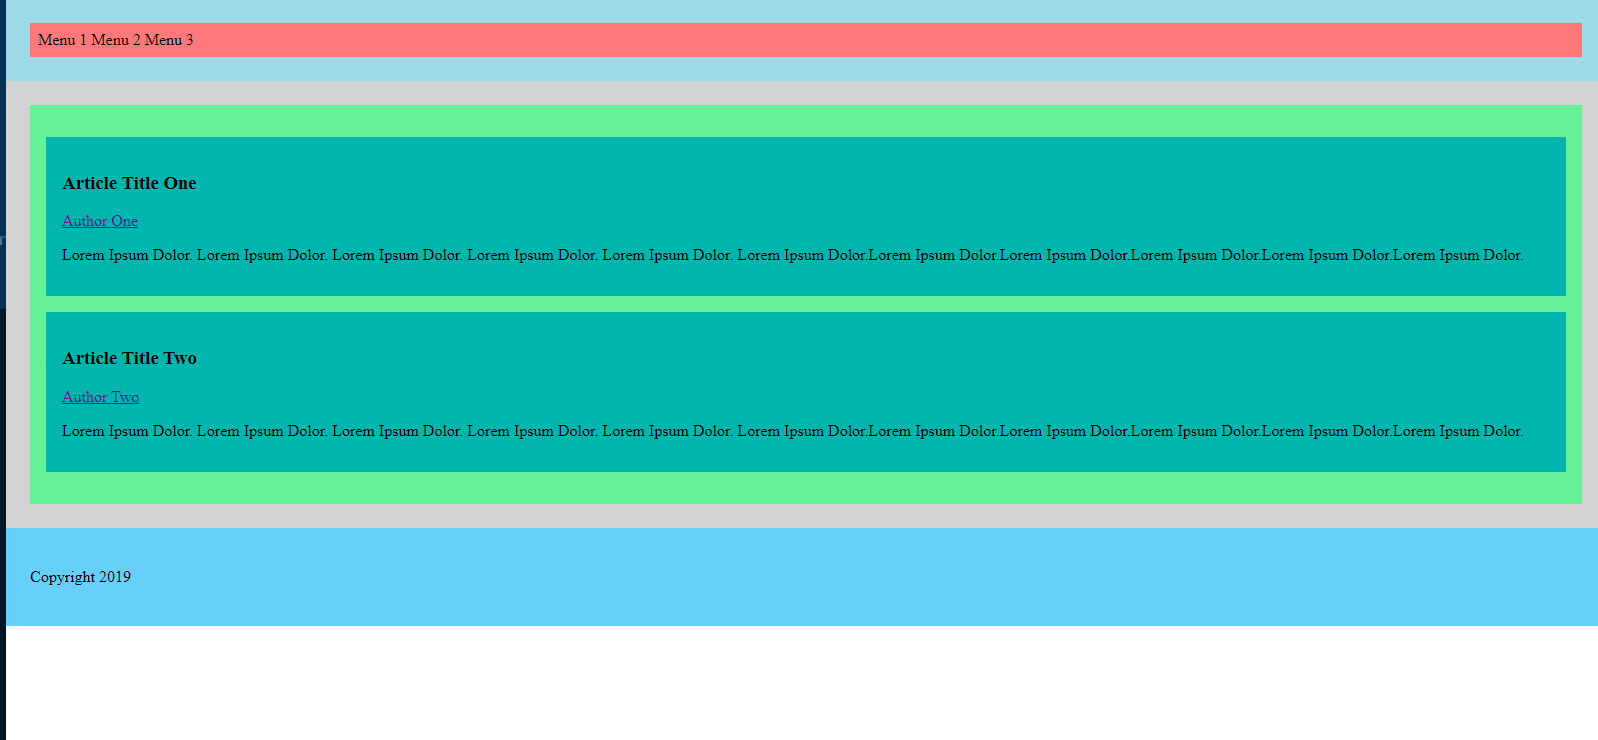 Menu 1 Menu 2 Menu 3
Article Title One
Author One
Lorem Ipsum Dolor. Lorem Ipsum Dolor. Lorem Ipsum Dolor. Lorem Ipsum Dolor. Lorem Ipsum Dolor. Lorem Ipsum Dolor.Lorem Ipsum Dolor.Lorem Ipsum Dolor.Lorem Ipsum Dolor.Lorem Ipsum Dolor.Lorem Ipsum Dolor.
Article Title Two
Author Two
Lorem Ipsum Dolor. Lorem Ipsum Dolor. Lorem Ipsum Dolor. Lorem Ipsum Dolor. Lorem Ipsum Dolor. Lorem Ipsum Dolor.Lorem Ipsum Dolor.Lorem Ipsum Dolor.Lorem Ipsum Dolor.Lorem Ipsum Dolor.Lorem Ipsum Dolor.
Copyright 2019